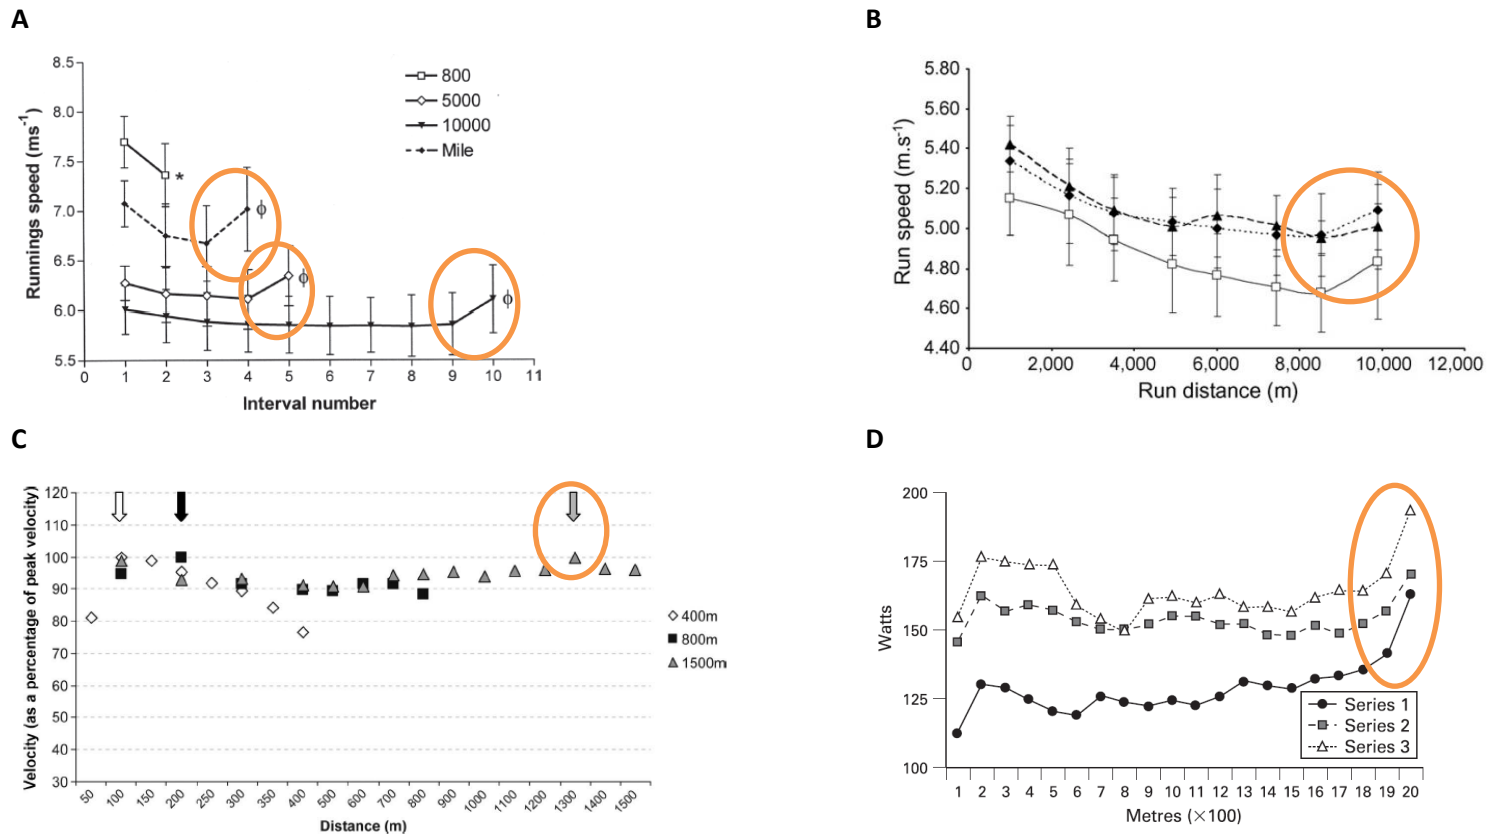 A
8.5
8.0
7.5
7.0
6.5
6.0
5.5
Runnings speed (ms-1)
800
5000
10000
Mile
*
ϕ
ϕ
ϕ
0 1 2 3 4 5 6 7 8 9 10 11
Interval number
B
5.80
5.60
5.40
5.20
5.00
4.80
4.60
4.40
Run speed (m.s-1)
0 2,000 4,000 6,000 8,000 10,000 12,000
Run distance (m)
C
120
110
100
90
80
70
60
50
40
30
Velocity (as a percentage of peak velocity)
400m
800m
1500m
50 100 150 200 250 300 350 400 500 600 700 800 900 1000 1100 1200 1300 1400 1500
Distance (m)
D
200
175
150
125
100
Watts
Series 1
Series 2
Series 3
1 2 3 4 5 6 7 8 9 10 11 12 13 14 15 16 17 18 19 20
Metres (×100)